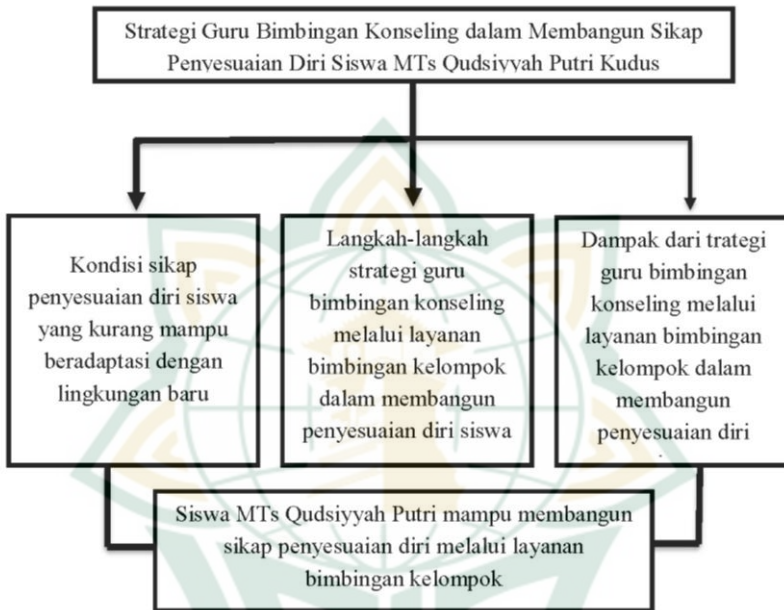 Strategi Guru Bimbingan Konseling dalam Membangun Sikap
Penyesuaian Diri Siswa MTs Qudsiyyah Putri Kudus
Kondisi sikap
penyesuaian diri siswa
yang kurang mampu
beradaptasi dengan
lingkungan baru
Langkah-langkah
strategi guru
bimbingan konseling
melalui layanan
bimbingan kelompok
dalam membangun
penyesuaian diri siswa
Dampak dari trategi
guru bimbingan
konseling melalui
layanan bimbingan
kelompok dalam
membangun
penyesuaian diri
Siswa MTs Qudsiyyah Putri mampu membangun
sikap penyesuaian diri melalui layanan
bimbingan kelompok